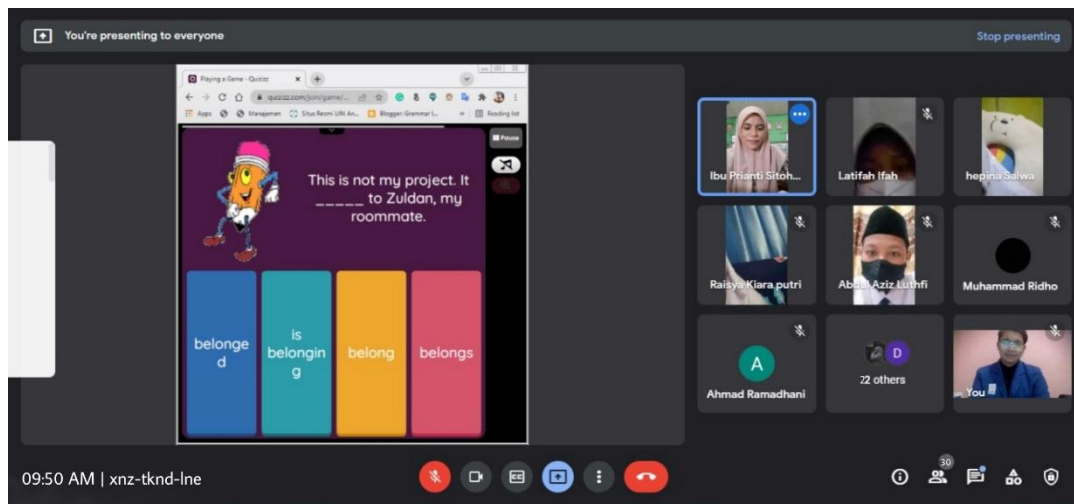 You're presenting to everyone
Stop presenting
Playing a Game - Quizizz
quizizz.com/join/game/...
Apps
Manajemen
Situs Resmi UIN An...
Blogger-Grammar I...
Reading list
Pause
This is not my project. It
_____ to Zuldan, my
roommate.
belonge
d
is
belongin
g
belong
belongs
Ibu Prianti Sitoh...
Latifah Ifah
hepina Salwa
Raisya Kiara putri
Abdul Aziz Luthfi
Muhammad Ridho
A
Ahmad Ramadhani
D
22 others
You
09:50 AM | xnz-tknd-lne
30